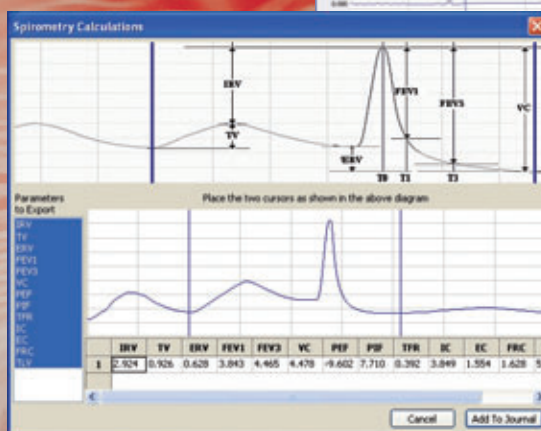 0.000
Spirometry Calculations
IRV
TV
ERV
FEV1
FEV3
VC
T0
T1
T3
Parameters
to Export
Place the two cursors as shown in the above diagram
IRV
TV
ERV
FEV1
FEV3
VC
PEF
PIF
TFR
IC
EC
FRC
TLV
IRV TV ERV FEV1 FEV3 VC PEF PIF TFR IC EC FRC
1 2.924 0.926 0.628 3.843 4.465 4.478 -9.602 7.710 0.392 3.849 1.554 1.628 5
Cancel
Add To Journal